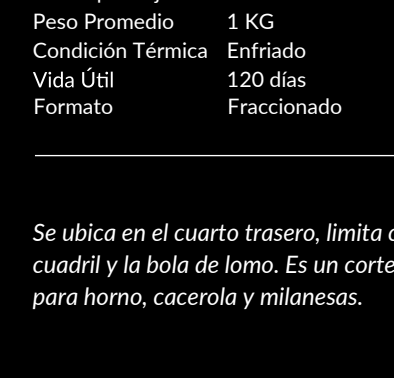 Peso Promedio 1 KG
Condición Térmica Enfriado
Vida Útil 120 días
Formato Fraccionado
Se ubica en el cuarto trasero, limita
cuadril y la bola de lomo. Es un corte
para horno, cacerola y milanesas.